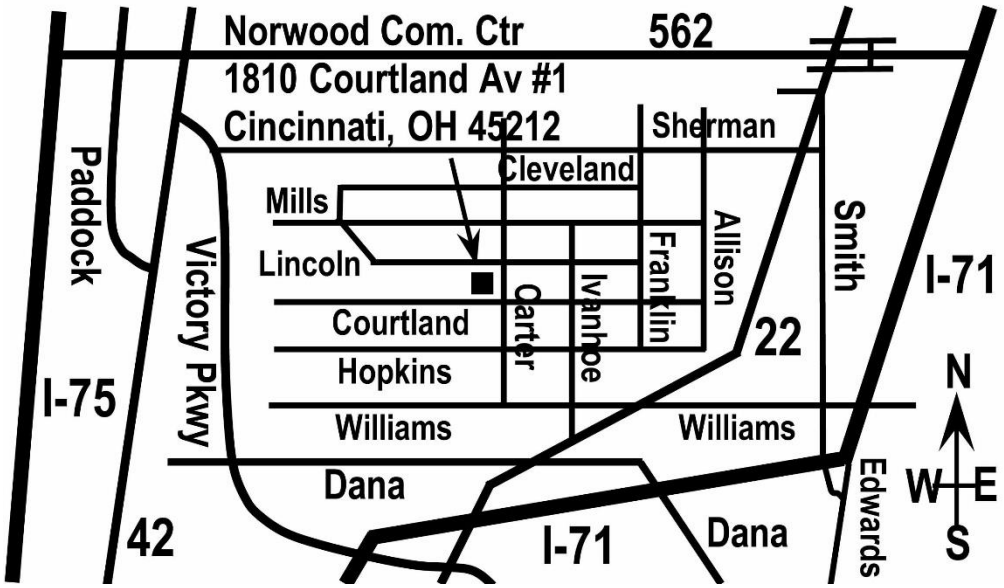 Norwood Com. Ctr
562
1810 Courtland Av #1
Cincinnati, OH 45212
Sherman
Cleveland
Paddock
Mills
Allison
Smith
Victory Pkwy
Lincoln
Franklin
I-71
Ivanhoe
Carter
Courtland
22
Hopkins
I-75
N
Williams
Williams
Dana
W
E
Edwards
42
I-71
Dana
S